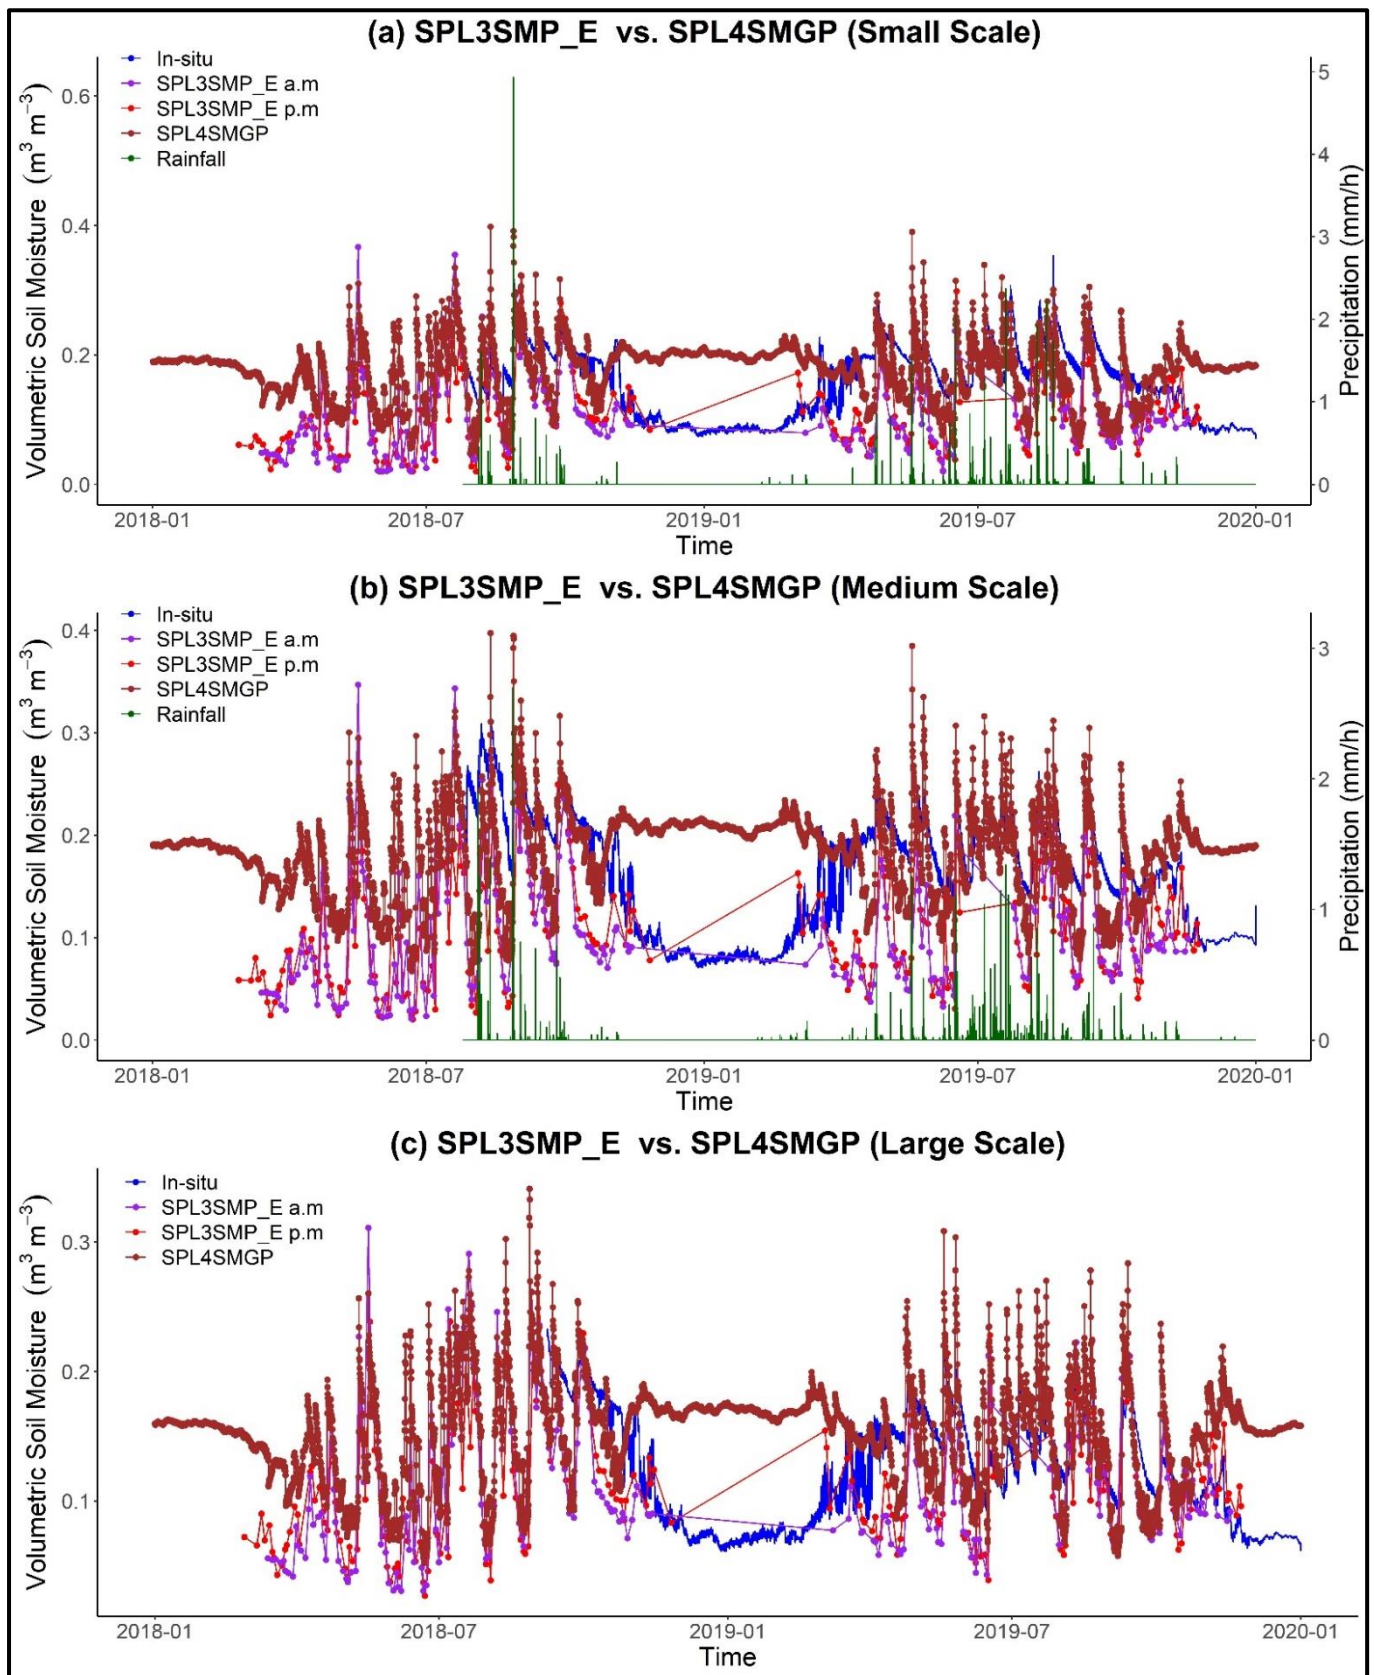 (a) SPL3SMP_E vs. SPL4SMGP (Small Scale)
In-situ
SPL3SMP_E a.m
SPL3SMP_E p.m
SPL4SMGP
Rainfall
Volumetric Soil Moisture (m³ m⁻³)
0.6
0.4
0.2
0.0
5
4
3
2
1
0
Precipitation (mm/h)
2018-01 2018-07 2019-01 2019-07 2020-01
Time
(b) SPL3SMP_E vs. SPL4SMGP (Medium Scale)
In-situ
SPL3SMP_E a.m
SPL3SMP_E p.m
SPL4SMGP
Rainfall
Volumetric Soil Moisture (m³ m⁻³)
0.4
0.3
0.2
0.1
0.0
3
2
1
0
Precipitation (mm/h)
2018-01 2018-07 2019-01 2019-07 2020-01
Time
(c) SPL3SMP_E vs. SPL4SMGP (Large Scale)
In-situ
SPL3SMP_E a.m
SPL3SMP_E p.m
SPL4SMGP
Volumetric Soil Moisture (m³ m⁻³)
0.3
0.2
0.1
2018-01 2018-07 2019-01 2019-07 2020-01
Time